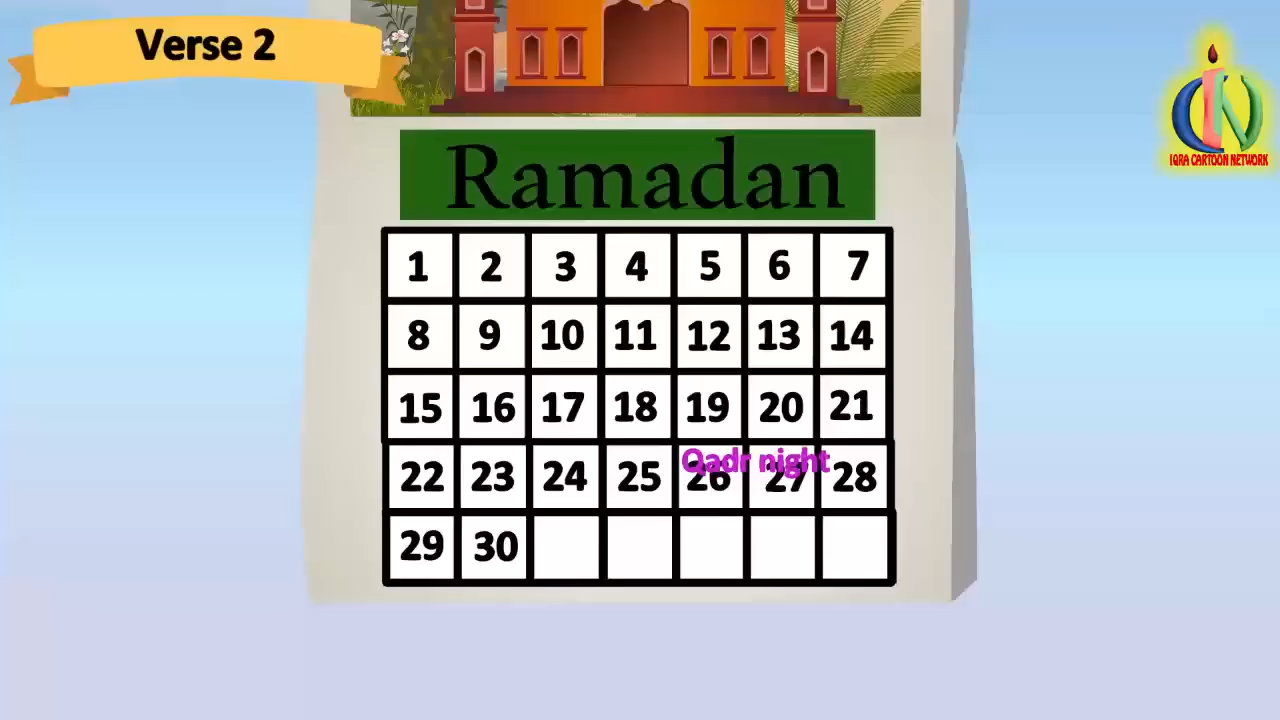 Verse 2
IQRA CARTOON NETWORK
Ramadan
1 2 3 4 5 6 7
8 9 10 11 12 13 14
15 16 17 18 19 20 21
Qadr night
22 23 24 25 26 27 28
29 30